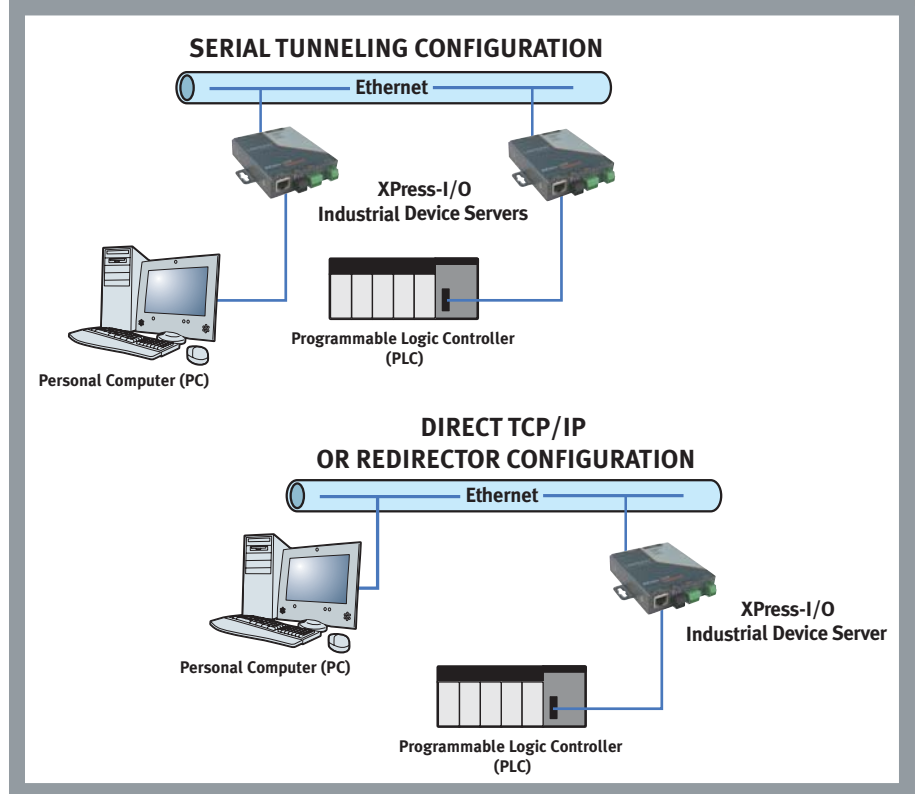 SERIAL TUNNELING CONFIGURATION
Ethernet
XPress-I/O
Industrial Device Servers
Programmable Logic Controller
(PLC)
Personal Computer (PC)
DIRECT TCP/IP
OR REDIRECTOR CONFIGURATION
Ethernet
XPress-I/O
Industrial Device Server
Personal Computer (PC)
Programmable Logic Controller
(PLC)